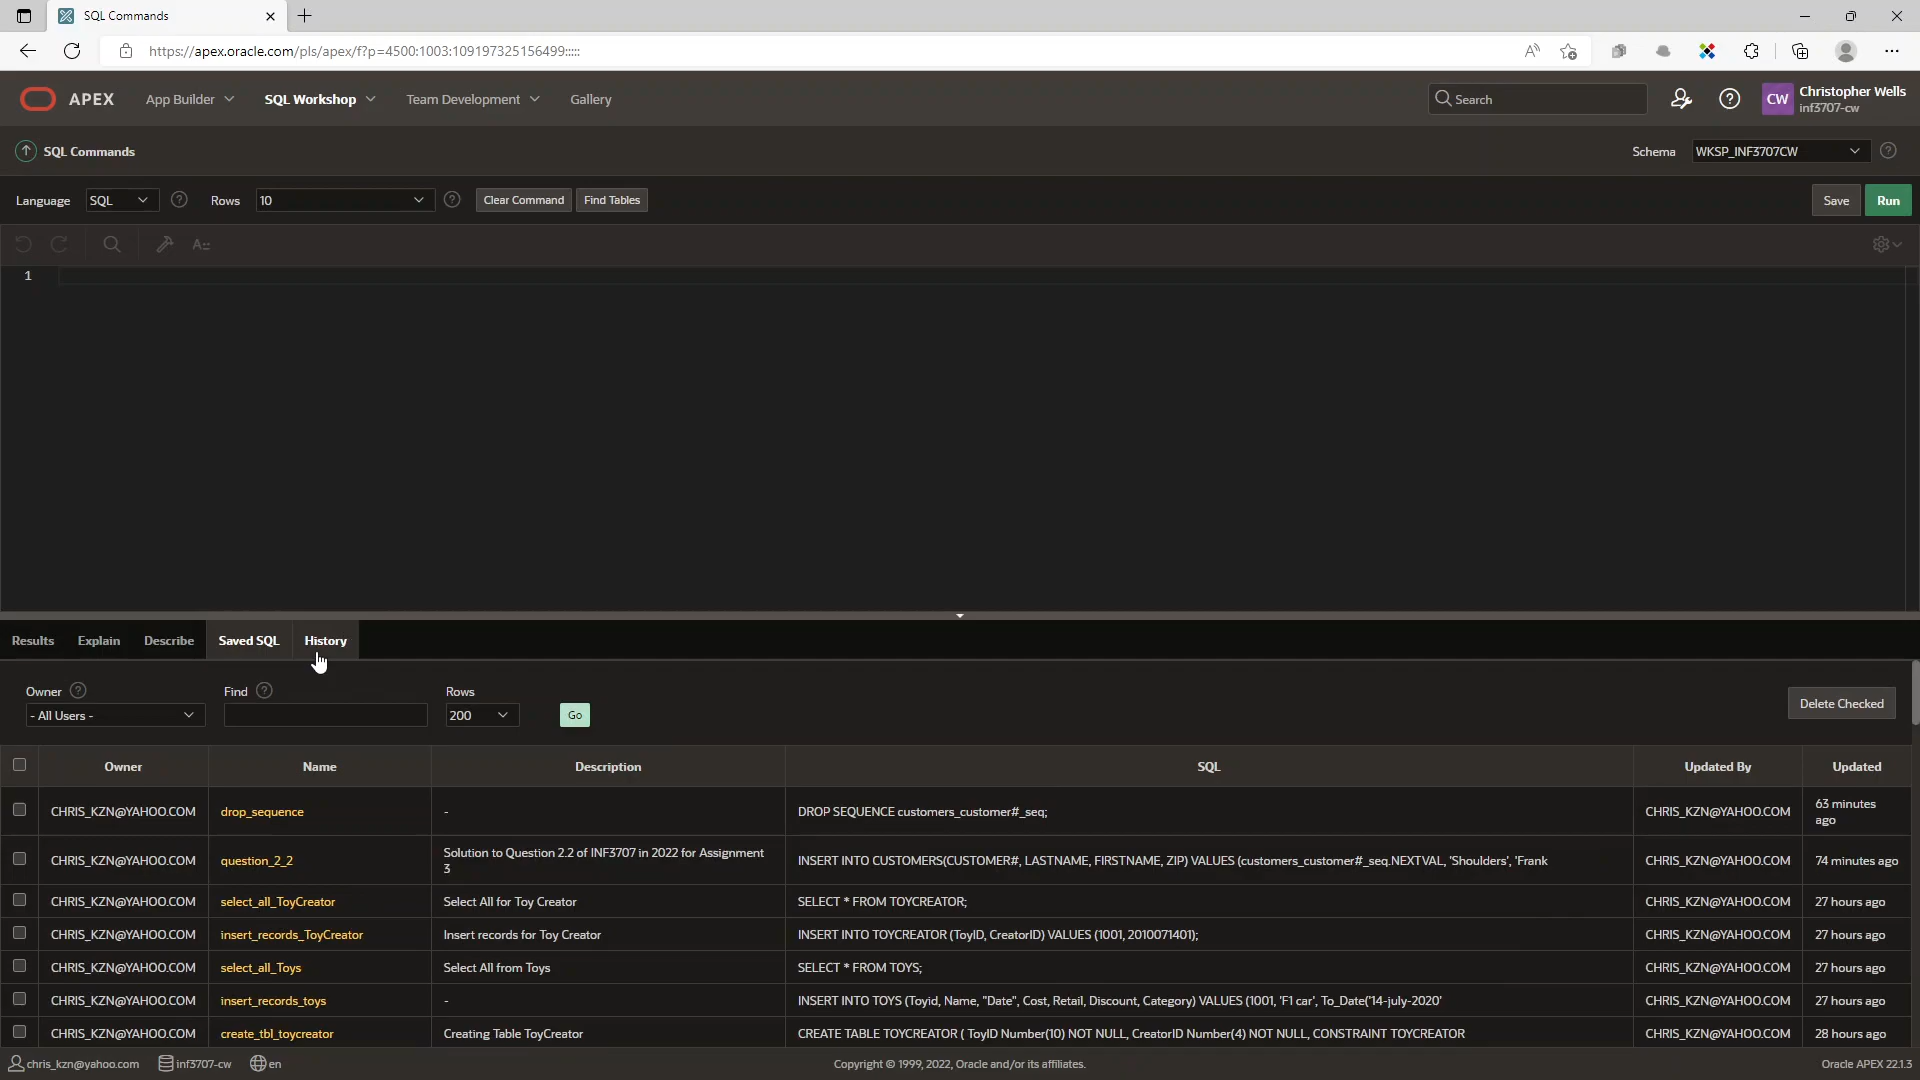 SQL Commands
https://apex.oracle.com/pls/apex/f?p=4500:1003:109197325156499:::::
APEX App Builder SQL Workshop Team Development Gallery Search CW Christopher Wells
inf3707-cw
SQL Commands Schema WKSP_INF3707CW
Language SQL Rows 10 Clear Command Find Tables Save Run
1
Results Explain Describe Saved SQL History
Owner Find Rows
- All Users - 200 Go Delete Checked
Owner Name Description SQL Updated By Updated
CHRIS_KZN@YAHOO.COM drop_sequence - DROP SEQUENCE customers_customer#_seq; CHRIS_KZN@YAHOO.COM 63 minutes ago
CHRIS_KZN@YAHOO.COM question_2_2 Solution to Question 2.2 of INF3707 in 2022 for Assignment 3 INSERT INTO CUSTOMERS(CUSTOMER#, LASTNAME, FIRSTNAME, ZIP) VALUES (customers_customer#_seq.NEXTVAL, 'Shoulders', 'Frank CHRIS_KZN@YAHOO.COM 74 minutes ago
CHRIS_KZN@YAHOO.COM select_all_ToyCreator Select All for Toy Creator SELECT * FROM TOYCREATOR; CHRIS_KZN@YAHOO.COM 27 hours ago
CHRIS_KZN@YAHOO.COM insert_records_ToyCreator Insert records for Toy Creator INSERT INTO TOYCREATOR (ToyID, CreatorID) VALUES (1001, 2010071401); CHRIS_KZN@YAHOO.COM 27 hours ago
CHRIS_KZN@YAHOO.COM select_all_Toys Select All from Toys SELECT * FROM TOYS; CHRIS_KZN@YAHOO.COM 27 hours ago
CHRIS_KZN@YAHOO.COM insert_records_toys - INSERT INTO TOYS (Toyid, Name, "Date", Cost, Retail, Discount, Category) VALUES (1001, 'F1 car', To_Date('14-july-2020' CHRIS_KZN@YAHOO.COM 27 hours ago
CHRIS_KZN@YAHOO.COM create_tbl_toycreator Creating Table ToyCreator CREATE TABLE TOYCREATOR ( ToyID Number(10) NOT NULL, CreatorID Number(4) NOT NULL, CONSTRAINT TOYCREATOR CHRIS_KZN@YAHOO.COM 28 hours ago
chris_kzn@yahoo.com inf3707-cw en Copyright © 1999, 2022, Oracle and/or its affiliates. Oracle APEX 22.1.3